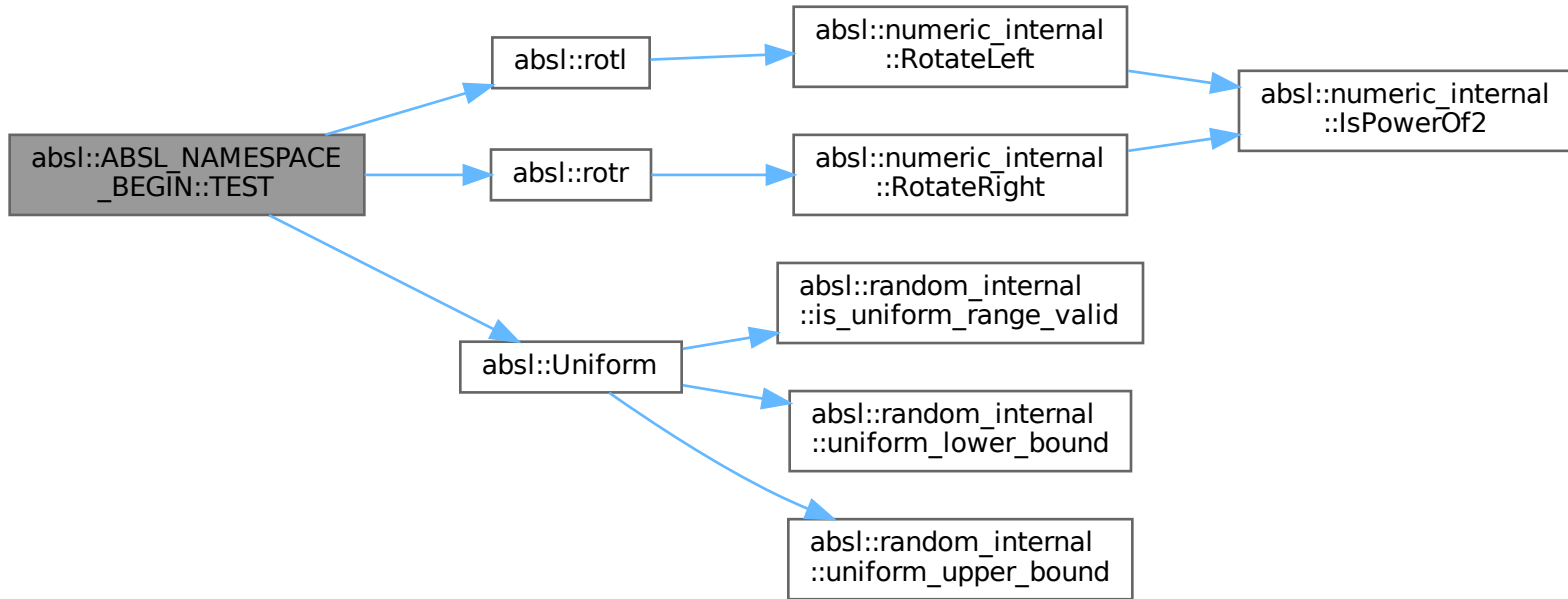 absl::ABSL_NAMESPACE
_BEGIN::TEST
absl::rotl
absl::numeric_internal
::RotateLeft
absl::numeric_internal
::IsPowerOf2
absl::rotr
absl::numeric_internal
::RotateRight
absl::Uniform
absl::random_internal
::is_uniform_range_valid
absl::random_internal
::uniform_lower_bound
absl::random_internal
::uniform_upper_bound